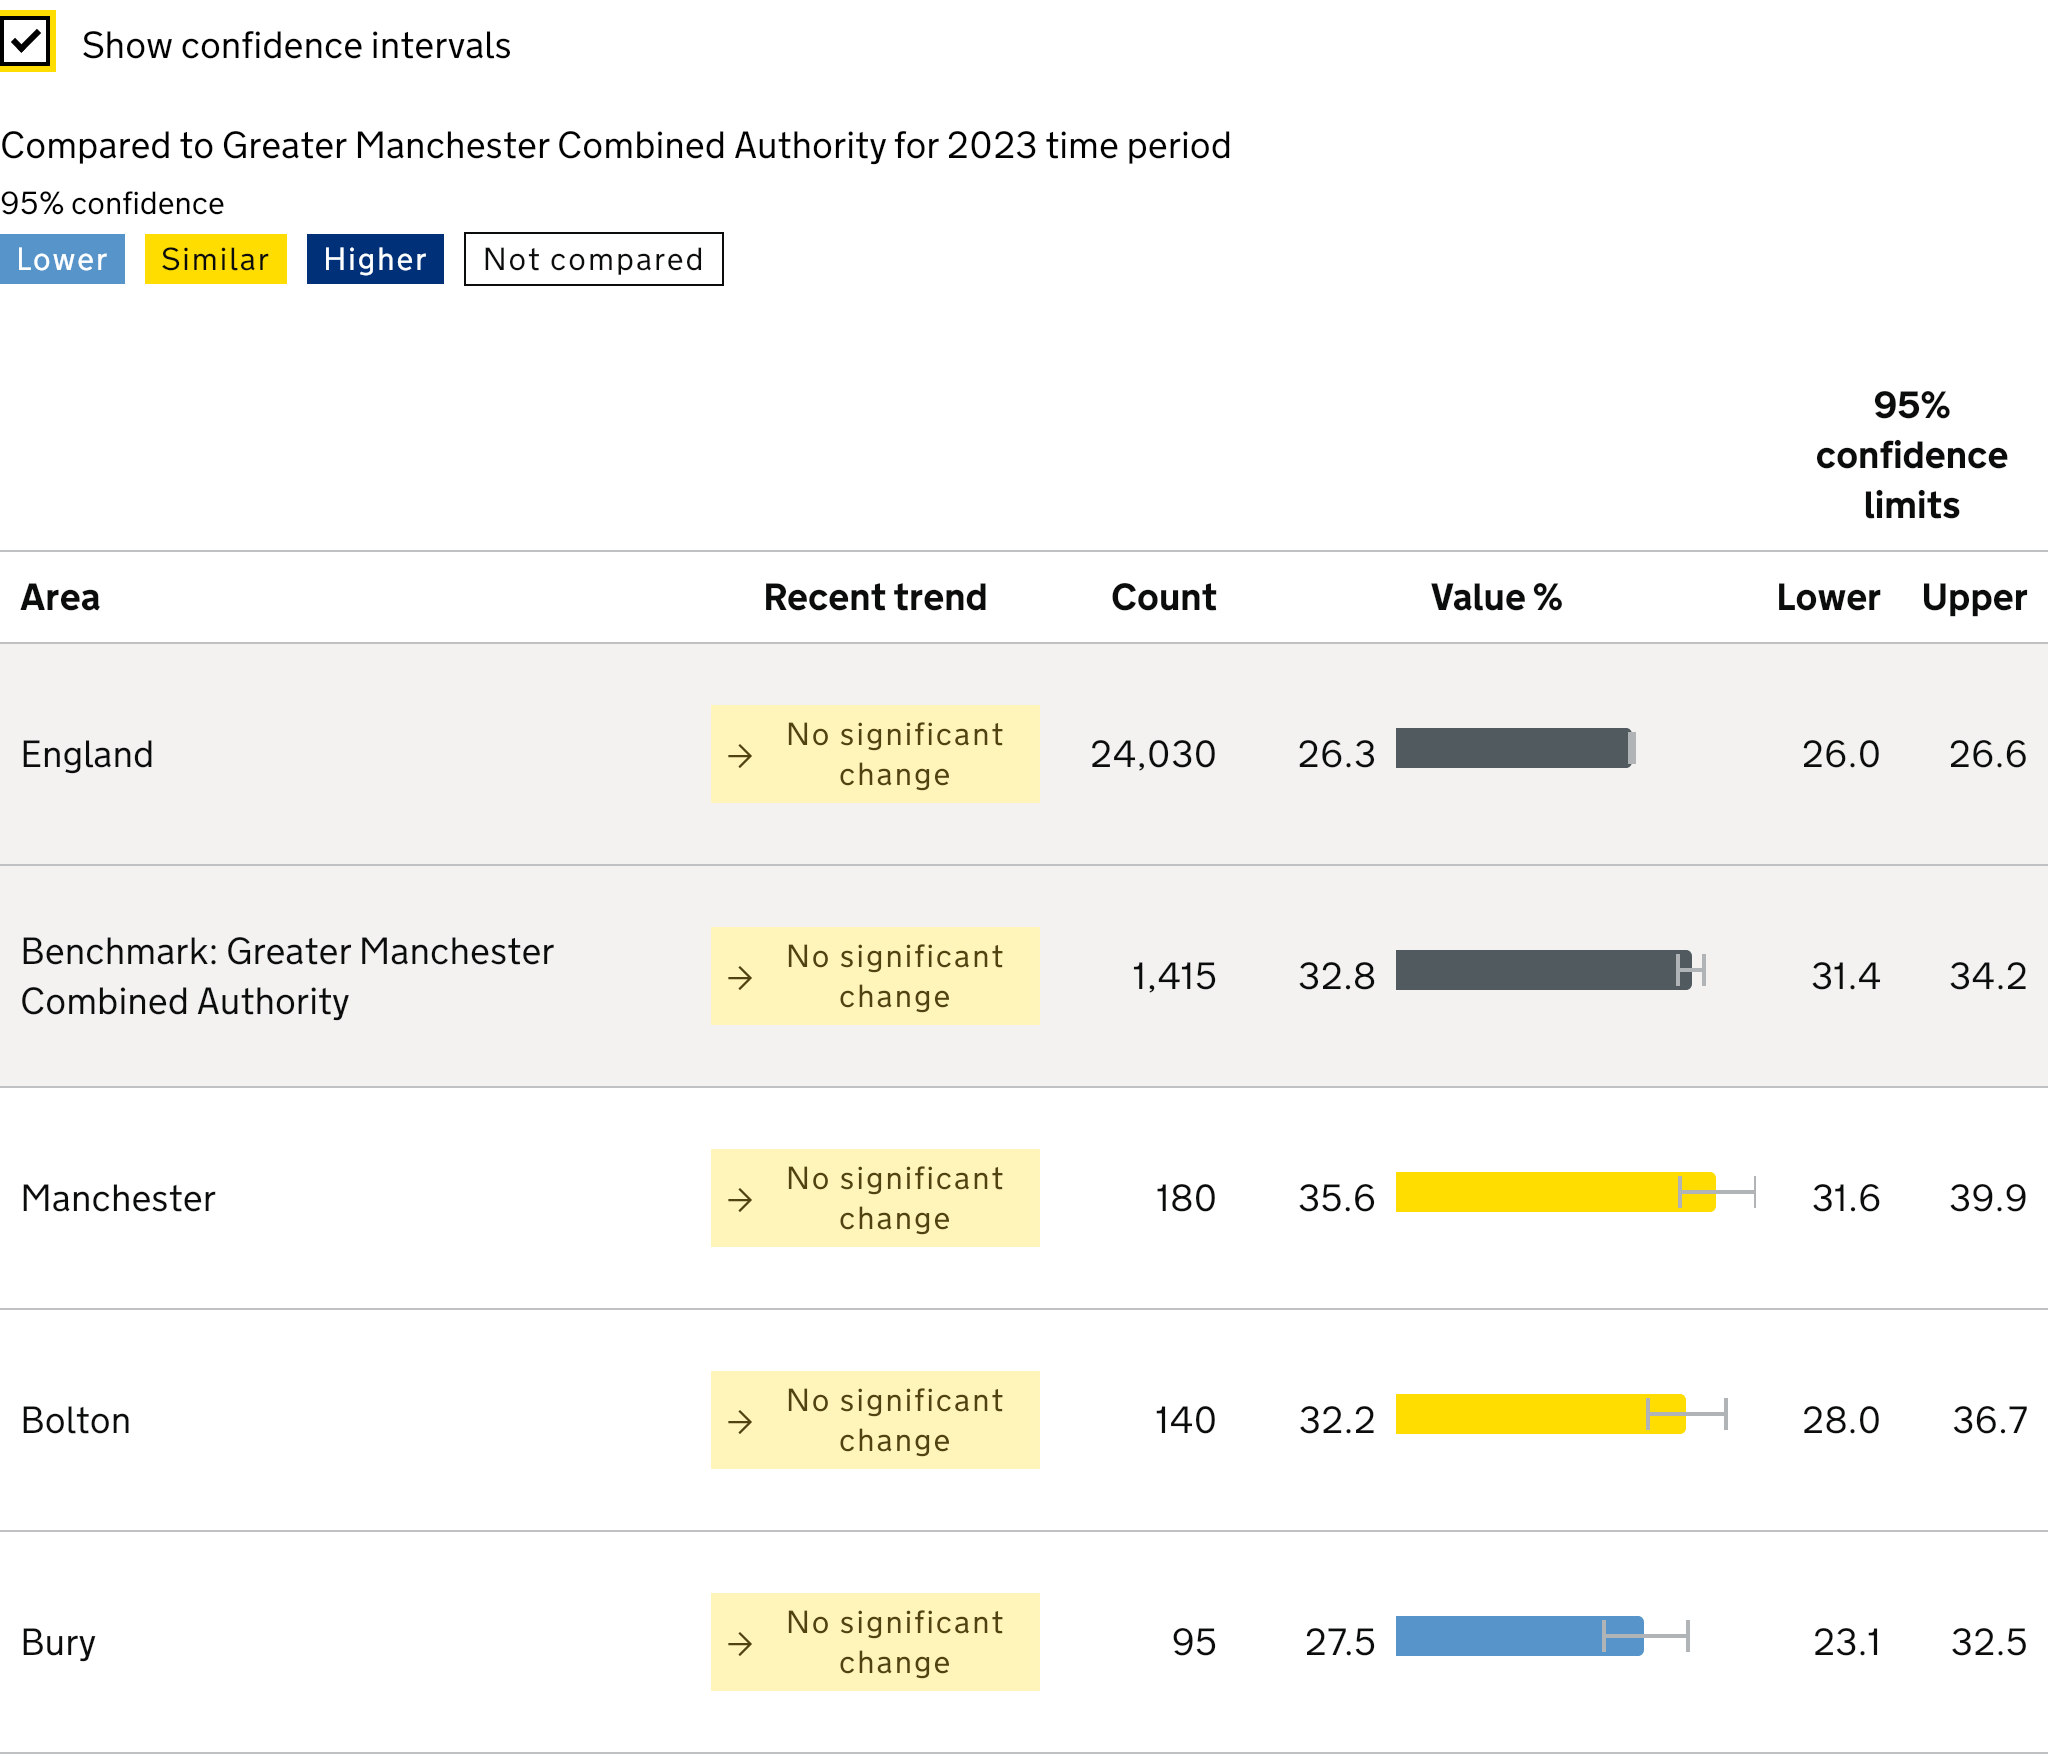 Show confidence intervals
Compared to Greater Manchester Combined Authority for 2023 time period
95% confidence
Lower Similar Higher Not compared
95%
confidence
limits
Area Recent trend Count Value % Lower Upper
England → No significant change 24,030 26.3 26.0 26.6
Benchmark: Greater Manchester
Combined Authority → No significant change 1,415 32.8 31.4 34.2
Manchester → No significant change 180 35.6 31.6 39.9
Bolton → No significant change 140 32.2 28.0 36.7
Bury → No significant change 95 27.5 23.1 32.5